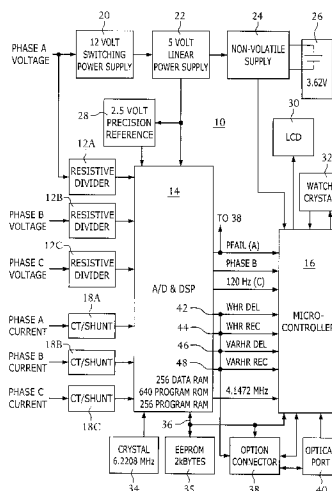 20
22
24
26
PHASE A
VOLTAGE
12 VOLT
SWITCHING
POWER SUPPLY
5 VOLT
LINEAR
POWER SUPPLY
NON-VOLATILE
SUPPLY
3.62V
28
2.5 VOLT
PRECISION
REFERENCE
10
30
LCD
12A
RESISTIVE
DIVIDER
14
32
WATCH
CRYSTAL
PHASE B
VOLTAGE
12B
RESISTIVE
DIVIDER
TO 38
PHASE C
VOLTAGE
12C
RESISTIVE
DIVIDER
A/D & DSP
PFAIL (A)
PHASE B
120 Hz (C)
16
MICRO-
CONTROLLER
PHASE A
CURRENT
18A
CT/SHUNT
42
WHR DEL
44
WHR REC
46
VARHR DEL
48
VARHR REC
PHASE B
CURRENT
18B
CT/SHUNT
PHASE C
CURRENT
CT/SHUNT
18C
256 DATA RAM
640 PROGRAM ROM
256 PROGRAM RAM
4.1472 MHz
36
CRYSTAL
6.2208 MHz
34
EEPROM
2kBYTES
35
OPTION
CONNECTOR
38
OPTICAL
PORT
40